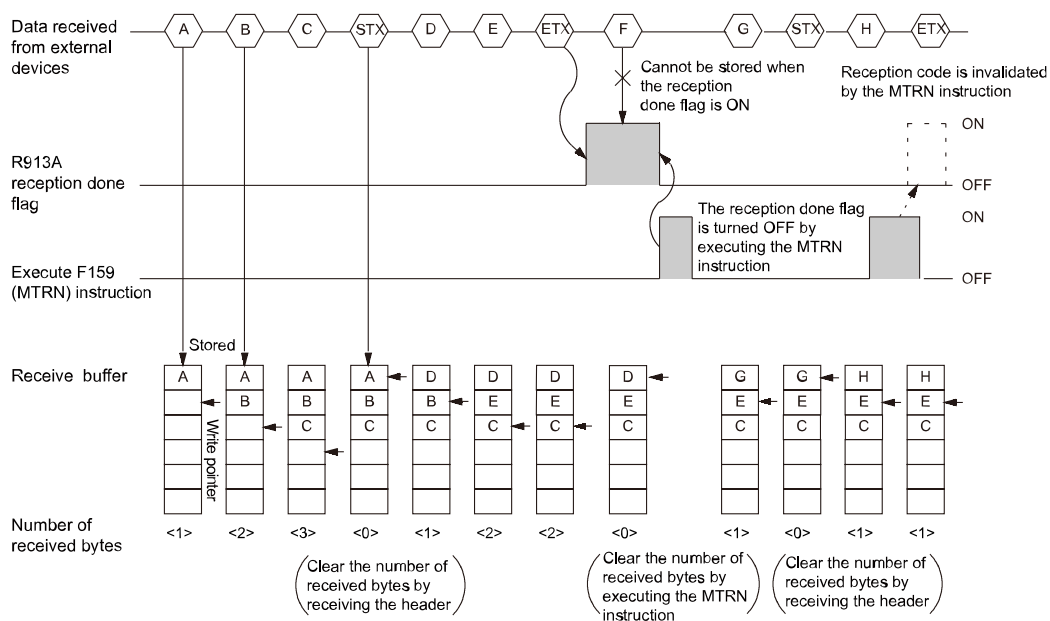 Data received
from external
devices
A B C STX D E ETX F G STX H ETX
Cannot be stored when
the reception
done flag is ON
Reception code is invalidated
by the MTRN instruction
ON
R913A
reception done
flag
OFF
The reception done flag
is turned OFF by
executing the MTRN
instruction
ON
Execute F159
(MTRN) instruction
OFF
Stored
Receive buffer
A A A A D D D D G G H H
B B B B E E E E E E E
C C C C C C C C C C
Write pointer
Number of
received bytes
<1> <2> <3> <0> <1> <2> <2> <0> <1> <0> <1> <1>
(Clear the number of
received bytes by
receiving the header)
(Clear the number of
received bytes by
executing the MTRN
instruction)
(Clear the number of
received bytes by
receiving the header)